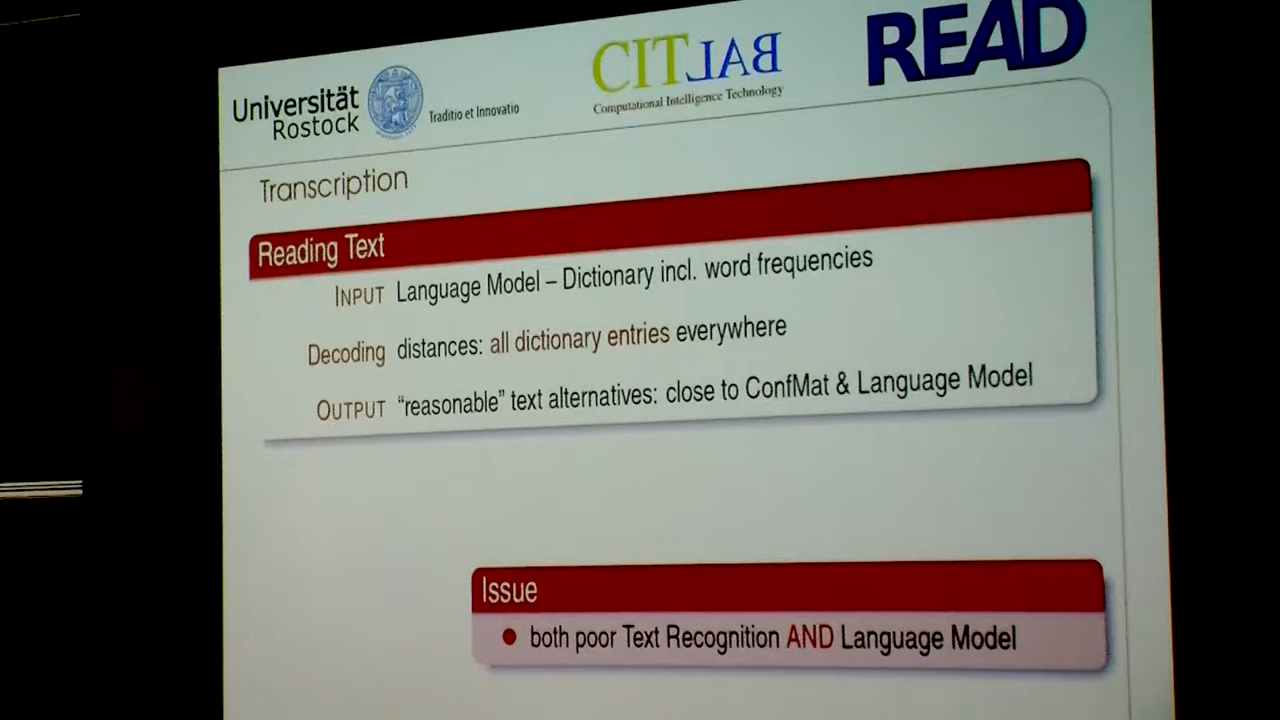 Universität
Rostock
Traditio et Innovatio
CITLAB
Computational Intelligence Technology
READ
Transcription
Reading Text
INPUT Language Model – Dictionary incl. word frequencies
Decoding distances: all dictionary entries everywhere
OUTPUT “reasonable” text alternatives: close to ConfMat & Language Model
Issue
• both poor Text Recognition AND Language Model